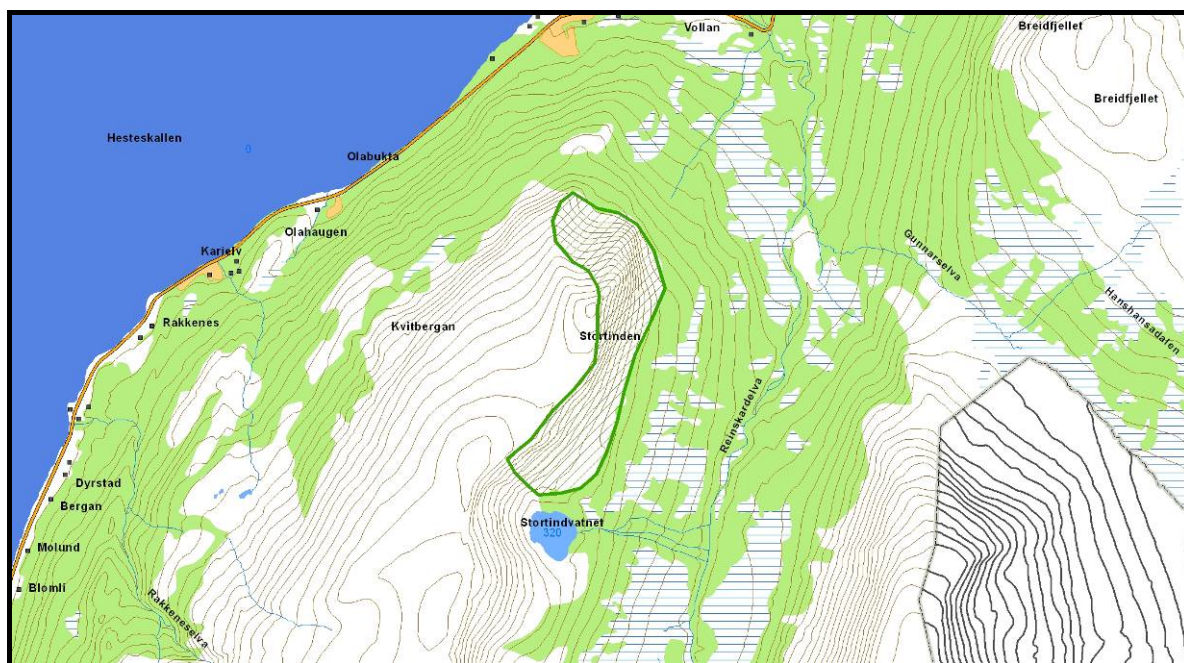 Vollan
Breidfjellet
Breidfjellet
Hesteskallen
0
Olabukta
Olahaugen
Gunnarselva
Karielv
Hanshansadalen
Rakkenes
Kvitbergan
Stortinden
Reinskardelva
Dyrstad
Bergan
Stortindvatnet
320
Molund
Blomli
Rakkeneselva